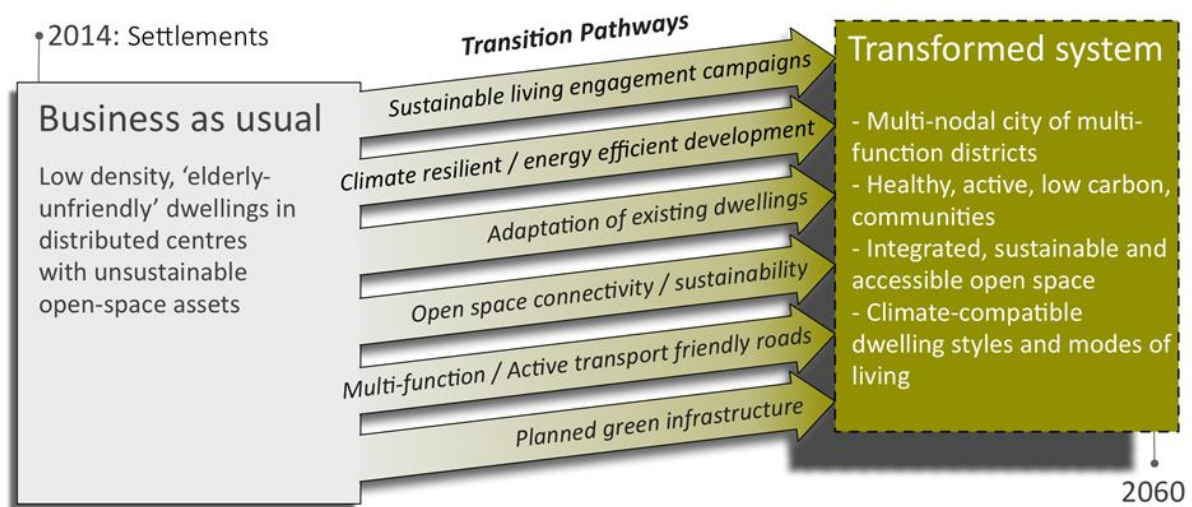 2014: Settlements
Business as usual
Low density, ‘elderly-
unfriendly’ dwellings in
distributed centres
with unsustainable
open-space assets
Transition Pathways
Sustainable living engagement campaigns
Climate resilient / energy efficient development
Adaptation of existing dwellings
Open space connectivity / sustainability
Multi-function / Active transport friendly roads
Planned green infrastructure
Transformed system
- Multi-nodal city of multi-
function districts
- Healthy, active, low carbon,
communities
- Integrated, sustainable and
accessible open space
- Climate-compatible
dwelling styles and modes of
living
2060